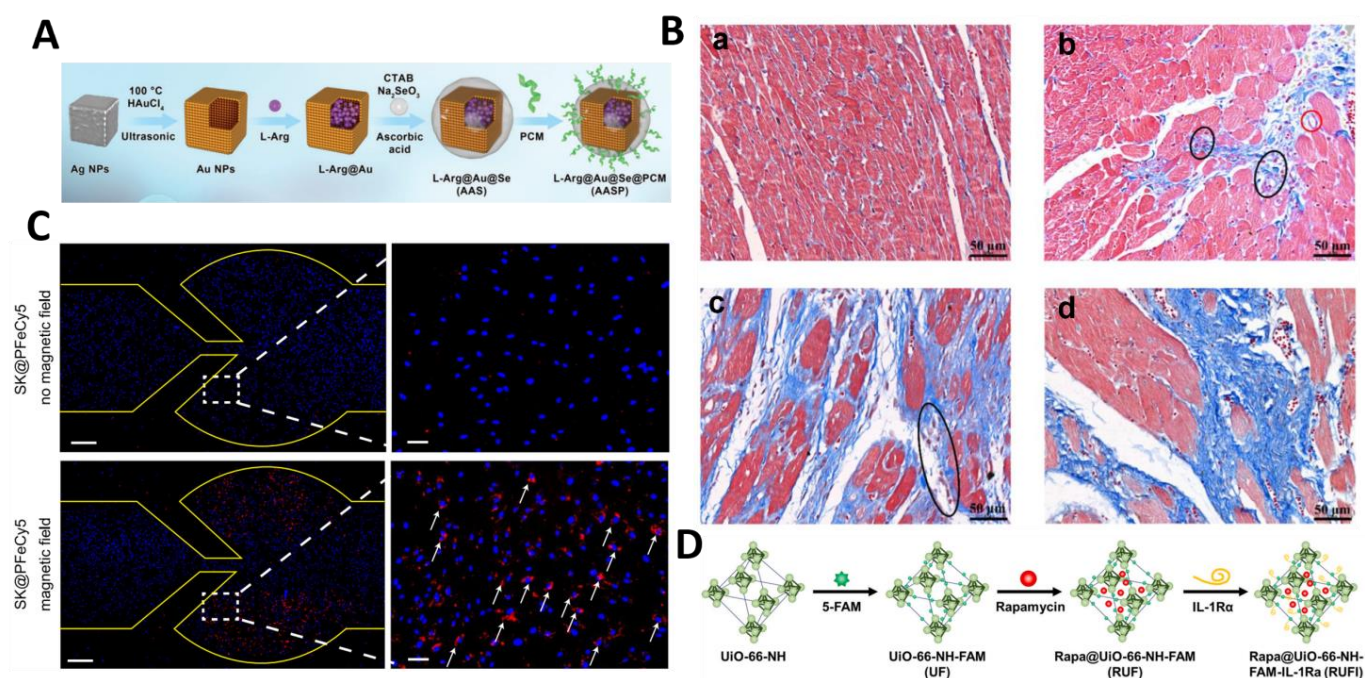 A
100 °C
HAuCl₄
Ultrasonic
L-Arg
CTAB
Na₂SeO₃
Ascorbic
acid
PCM
Ag NPs
Au NPs
L-Arg@Au
L-Arg@Au@Se
(AAS)
L-Arg@Au@Se@PCM
(AASP)
B
a
50 µm
b
50 µm
c
50 µm
d
50 µm
C
SK@PFeCy5
no magnetic field
SK@PFeCy5
magnetic field
D
5-FAM
Rapamycin
IL-1Rα
UiO-66-NH
UiO-66-NH-FAM
(UF)
Rapa@UiO-66-NH-FAM
(RUF)
Rapa@UiO-66-NH-
FAM-IL-1Ra (RUFI)